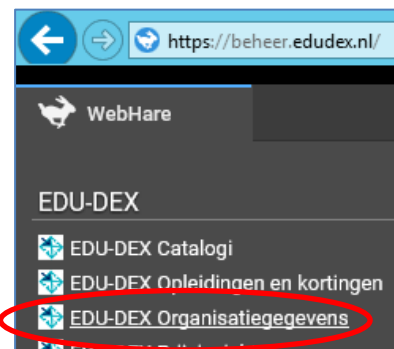 https://beheer.edudex.nl/
WebHare
EDU-DEX
EDU-DEX Catalogi
EDU-DEX Opleidingen en kortingen
EDU-DEX Organisatiegegevens